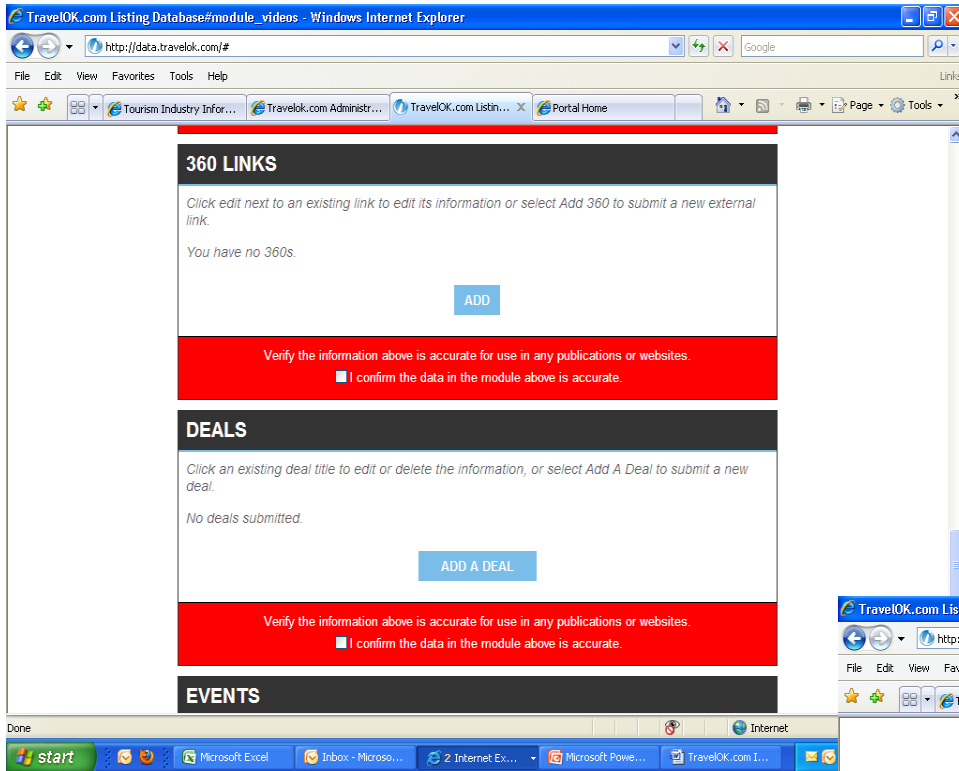 TravelOK.com Listing Database#module_videos - Windows Internet Explorer
http://data.travelok.com/#
Google
File Edit View Favorites Tools Help
Links
Tourism Industry Infor... Travelok.com Administr... TravelOK.com Listin... X Portal Home
Page Tools
360 LINKS
Click edit next to an existing link to edit its information or select Add 360 to submit a new external
link.
You have no 360s.
ADD
Verify the information above is accurate for use in any publications or websites.
I confirm the data in the module above is accurate.
DEALS
Click an existing deal title to edit or delete the information, or select Add A Deal to submit a new
deal.
No deals submitted.
ADD A DEAL
Verify the information above is accurate for use in any publications or websites.
I confirm the data in the module above is accurate.
TravelOK.com Lis
http:
File Edit View Fav
EVENTS
Done
Internet
start
Microsoft Excel
Inbox - Microso...
2 Internet Ex...
Microsoft Powe...
TravelOK.com I...